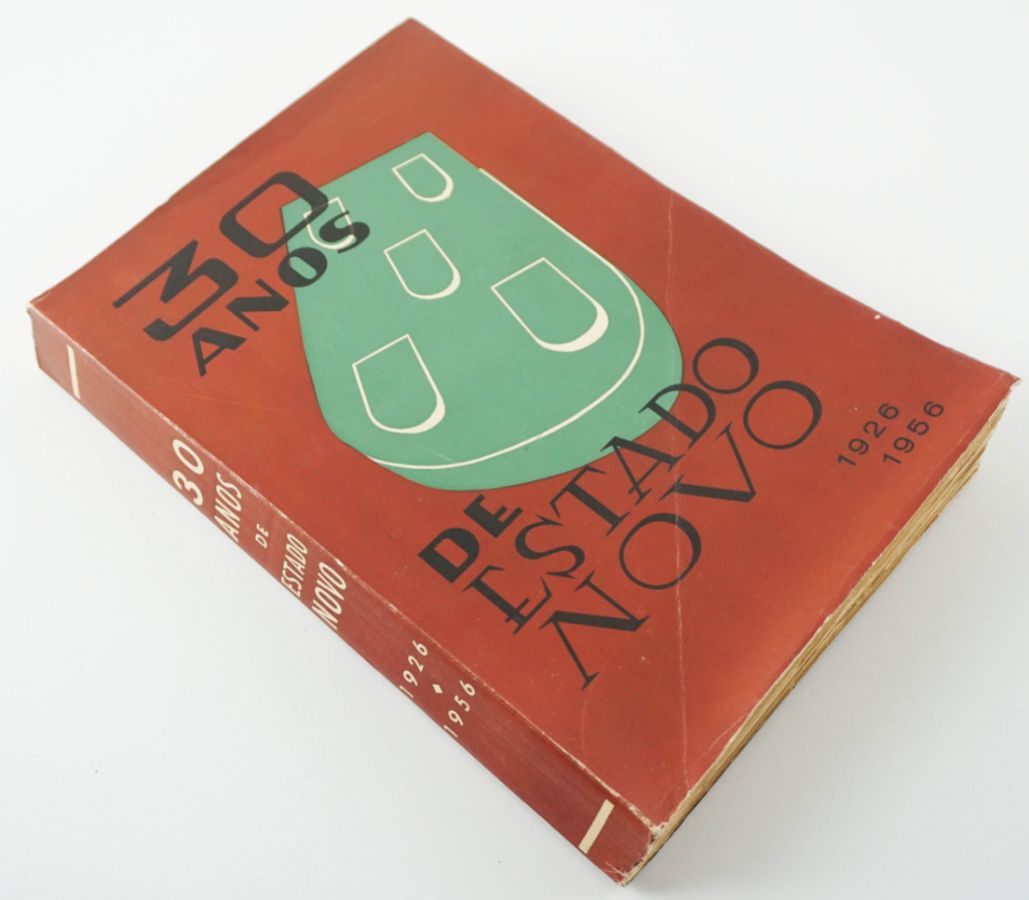 30
ANOS
DE
ESTADO
NOVO
1926
1956
30
ANOS
DE
ESTADO
NOVO
1926
1956